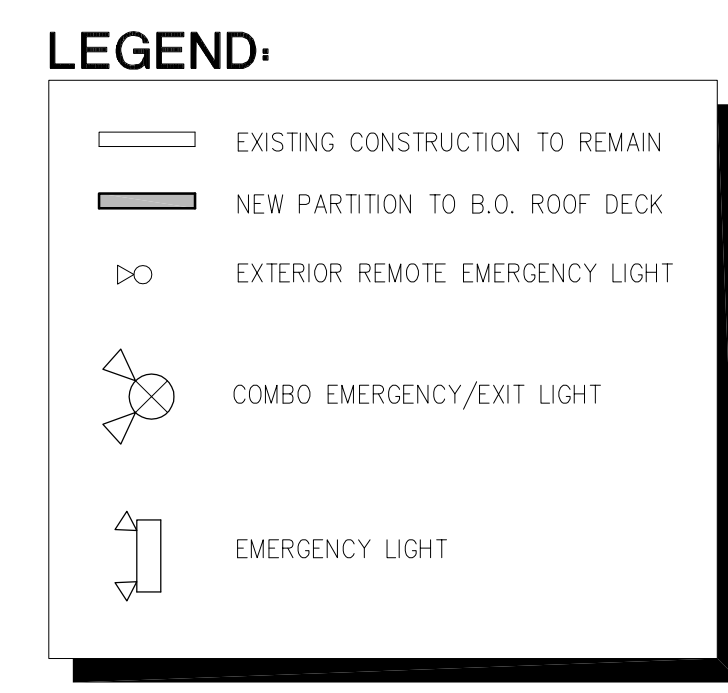 LEGEND:
EXISTING CONSTRUCTION TO REMAIN
NEW PARTITION TO B.O. ROOF DECK
EXTERIOR REMOTE EMERGENCY LIGHT
COMBO EMERGENCY/EXIT LIGHT
EMERGENCY LIGHT